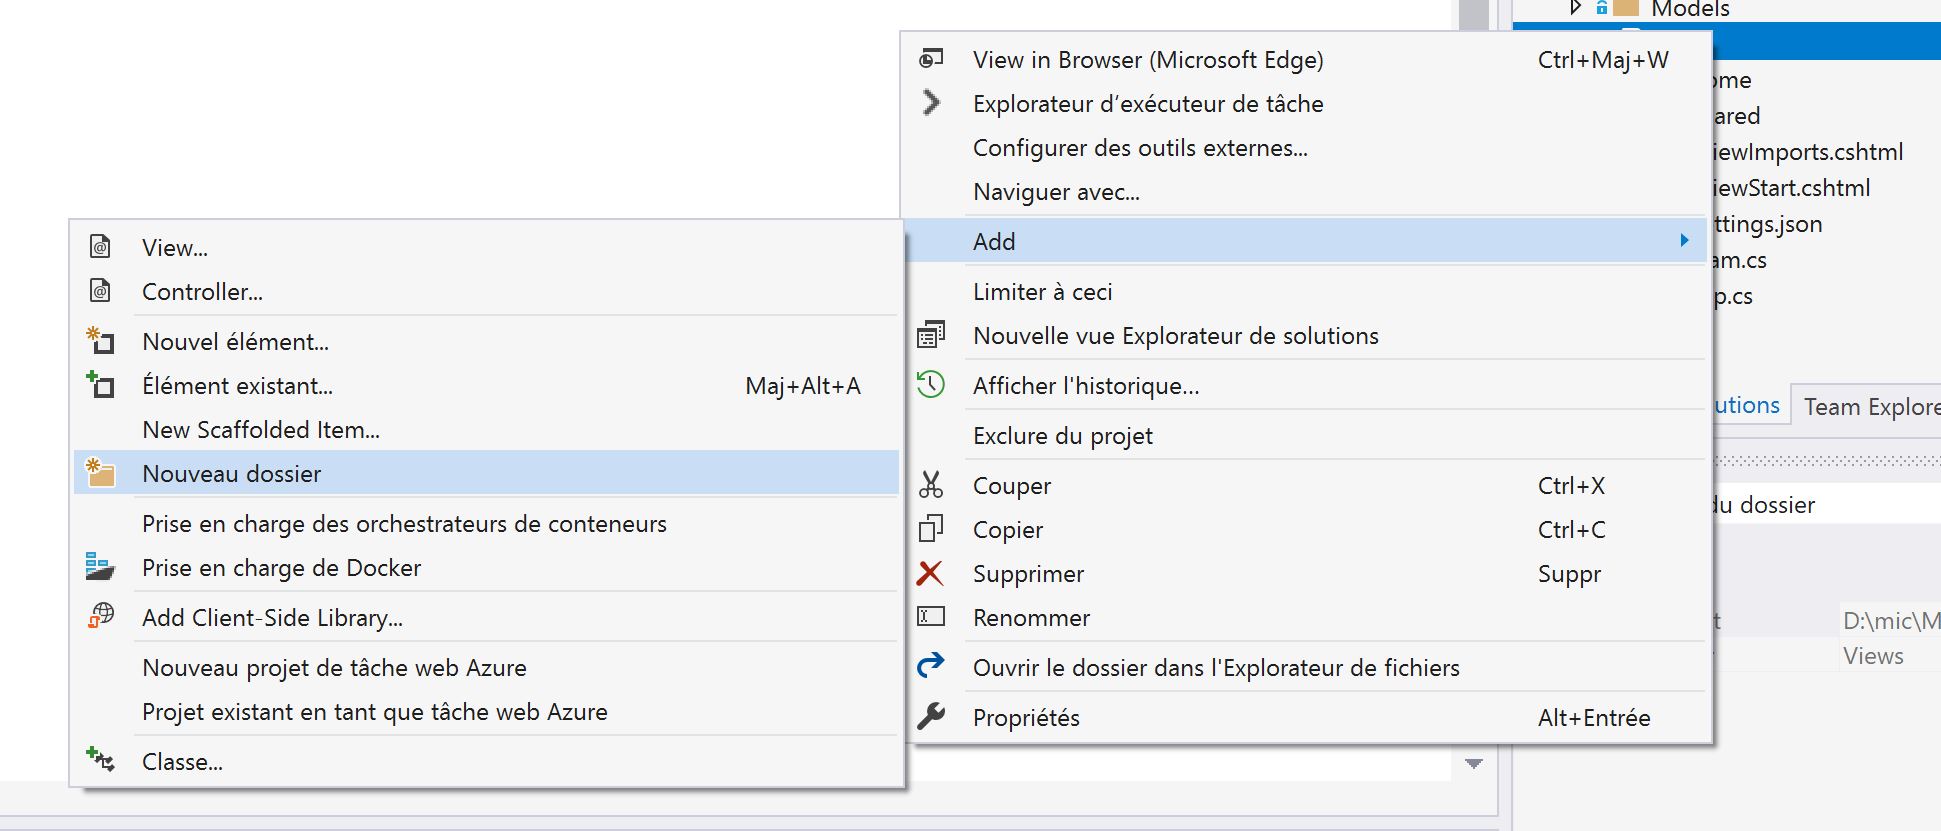 Models
View in Browser (Microsoft Edge) Ctrl+Maj+W
Explorateur d’exécuteur de tâche
Configurer des outils externes...
Naviguer avec...
Add
Limiter à ceci
Nouvelle vue Explorateur de solutions
Afficher l'historique...
Exclure du projet
Couper Ctrl+X
Copier Ctrl+C
Supprimer Suppr
Renommer
Ouvrir le dossier dans l'Explorateur de fichiers
Propriétés Alt+Entrée
View...
Controller...
Nouvel élément...
Élément existant... Maj+Alt+A
New Scaffolded Item...
Nouveau dossier
Prise en charge des orchestrateurs de conteneurs
Prise en charge de Docker
Add Client-Side Library...
Nouveau projet de tâche web Azure
Projet existant en tant que tâche web Azure
Classe...
ome
ared
iewImports.cshtml
iewStart.cshtml
ttings.json
am.cs
p.cs
utions Team Explore
du dossier
t D:\mic\M
Views